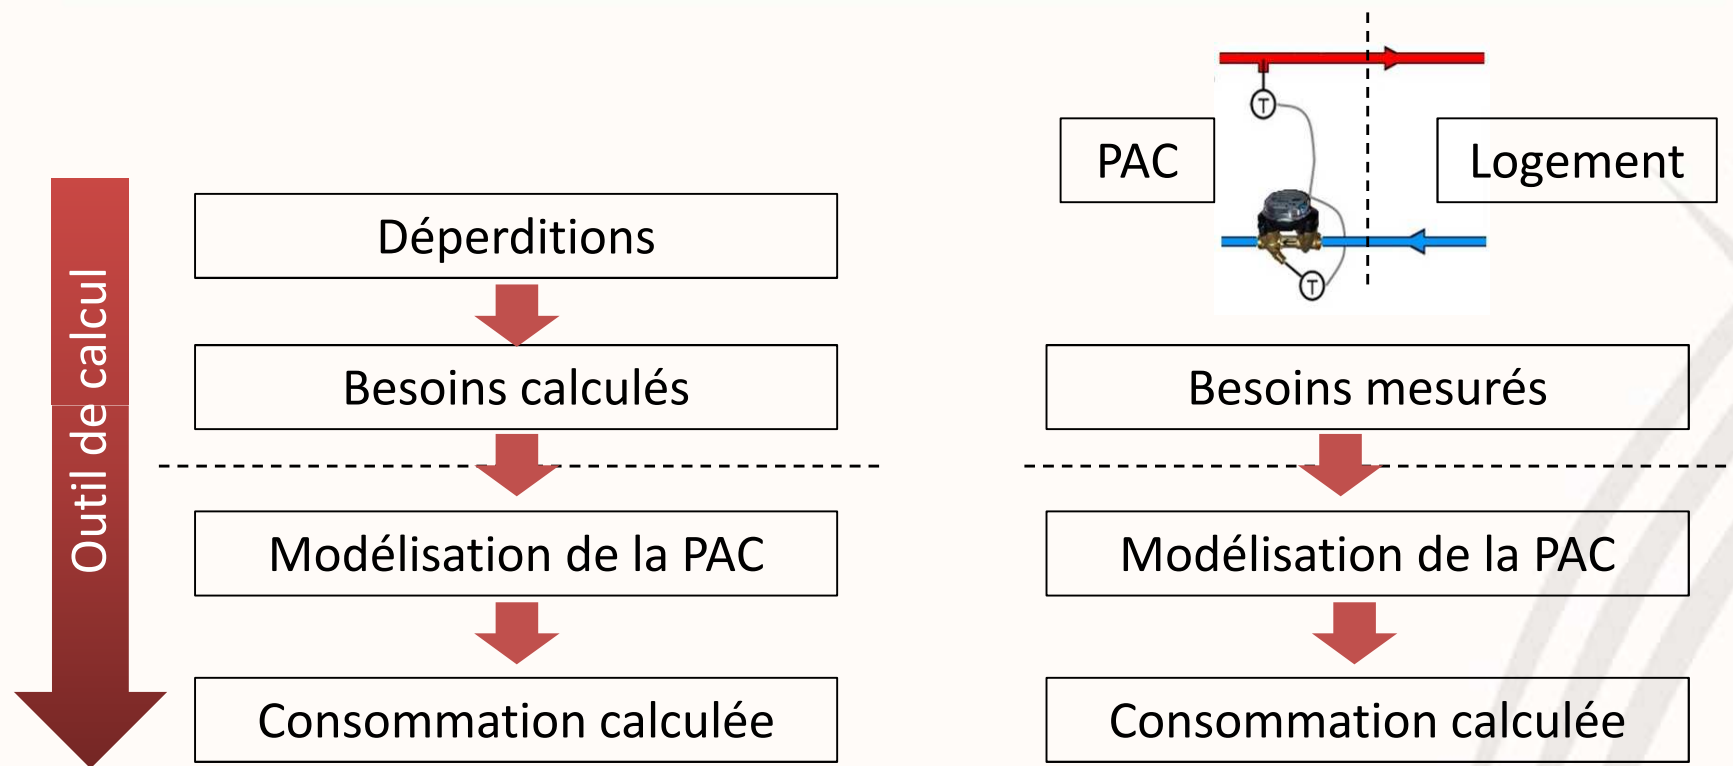 Outil de calcul
Déperditions
Besoins calculés
Modélisation de la PAC
Consommation calculée
PAC
T
T
Logement
Besoins mesurés
Modélisation de la PAC
Consommation calculée